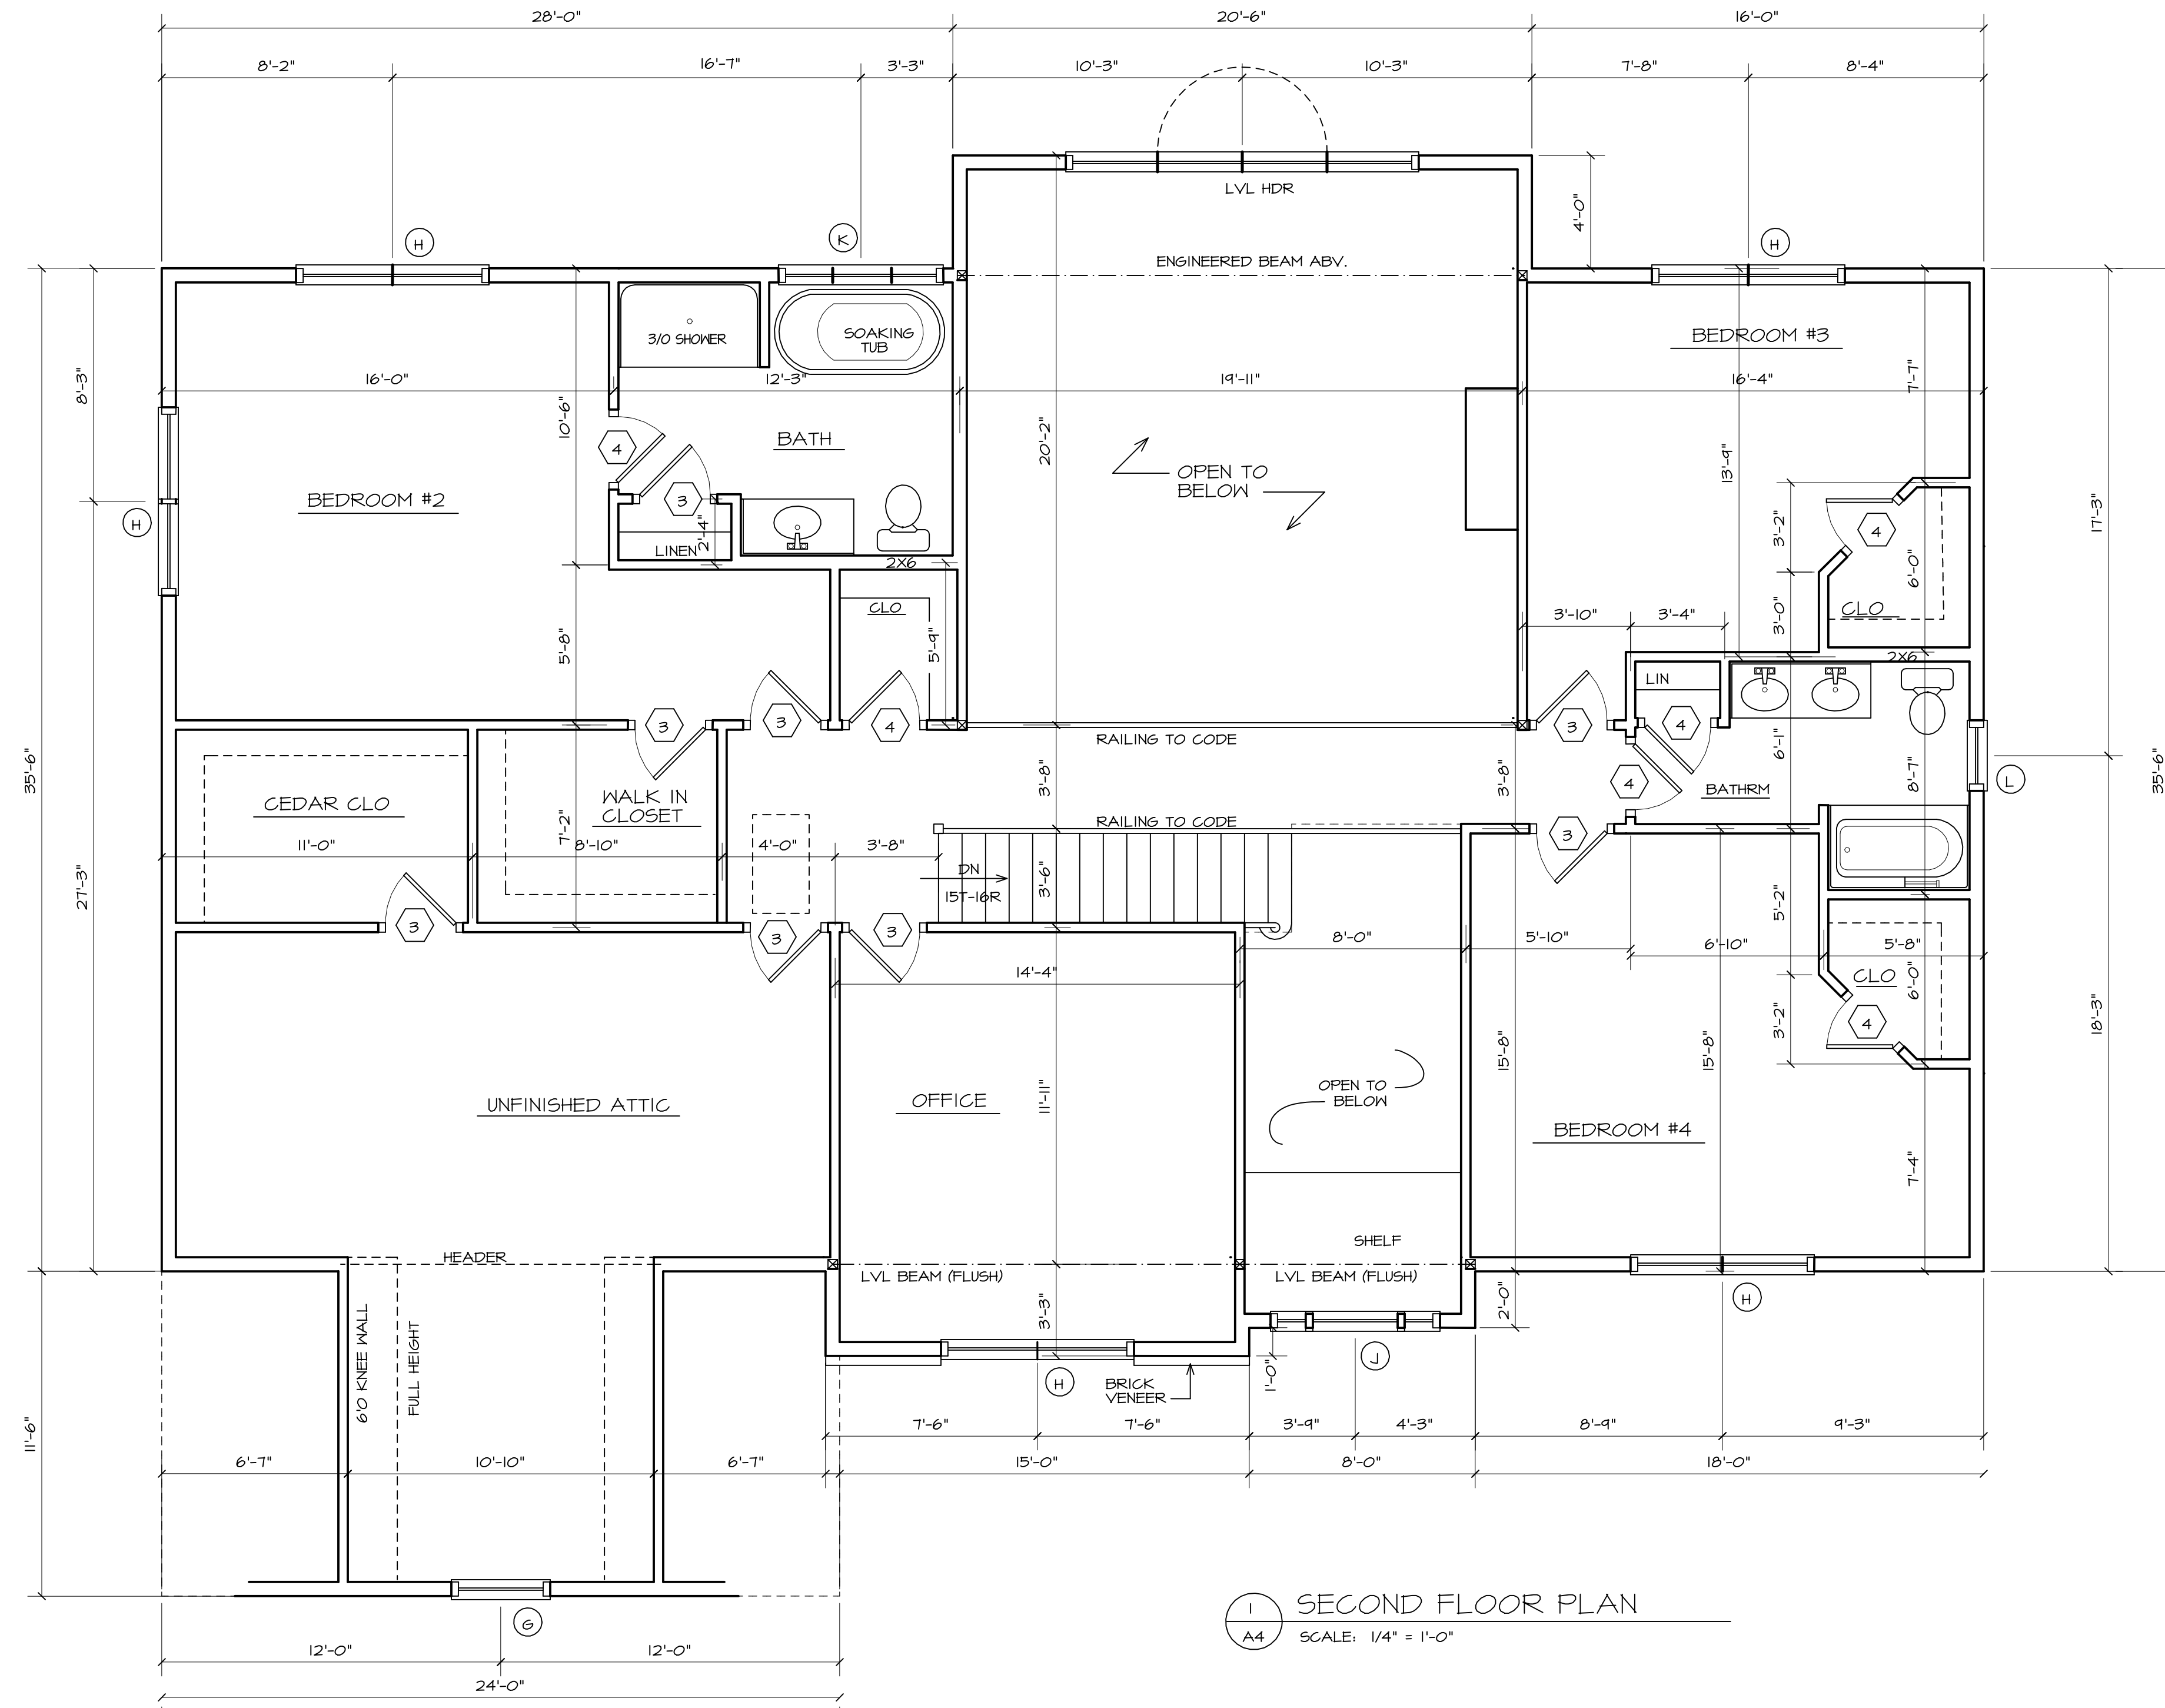 28'-0"
20'-6"
16'-0"
8'-2"
16'-7"
3'-3"
10'-3"
10'-3"
7'-8"
8'-4"
LVL HDR
4'-0"
H
K
H
ENGINEERED BEAM ABV.
3/0 SHOWER
SOAKING
TUB
BEDROOM #3
8'-3"
16'-0"
12'-3"
19'-11"
16'-4"
7'-7"
10'-6"
4
BATH
20'-2"
13'-9"
OPEN TO
BELOW
BEDROOM #2
3
2'-4"
H
LINEN
2X6
3'-2"
4
6'-0"
17'-3"
CLO
CLO
5'-8"
5'-9"
3'-10"
3'-4"
3'-0"
2X6
LIN
3
3
4
3
4
RAILING TO CODE
6'-1"
35'-6"
3'-8"
3'-8"
4
BATHRM
8'-7"
L
35'-6"
CEDAR CLO
WALK IN
CLOSET
RAILING TO CODE
7'-2"
3
11'-0"
8'-10"
4'-0"
3'-8"
DN
15T-16R
3'-6"
27'-3"
3
3
3
8'-0"
5'-10"
6'-10"
5'-8"
5'-2"
14'-4"
CLO
6'-0"
3'-2"
4
18'-3"
15'-8"
15'-8"
UNFINISHED ATTIC
OFFICE
11'-11"
OPEN TO
BELOW
BEDROOM #4
7'-4"
HEADER
SHELF
LVL BEAM (FLUSH)
LVL BEAM (FLUSH)
3'-3"
2'-0"
H
6'0 KNEE WALL
FULL HEIGHT
H
J
1'-0"
BRICK
VENEER
11'-6"
7'-6"
7'-6"
3'-9"
4'-3"
8'-9"
9'-3"
6'-7"
10'-10"
6'-7"
15'-0"
8'-0"
18'-0"
G
1
SECOND FLOOR PLAN
A4
SCALE: 1/4" = 1'-0"
12'-0"
12'-0"
24'-0"